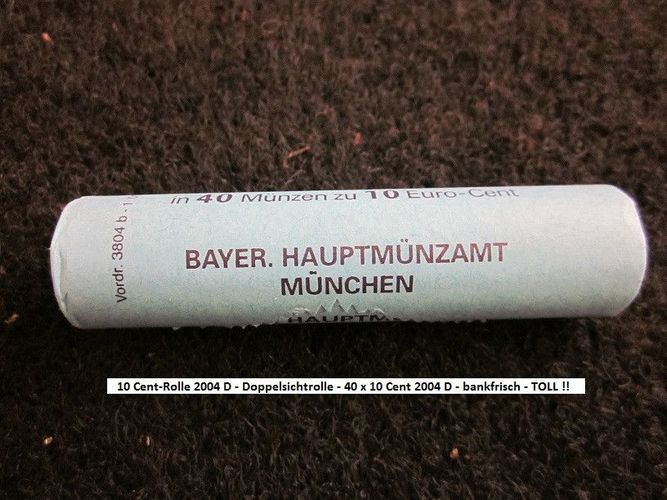 in 40 Münzen zu 10 Euro-Cent
BAYER. HAUPTMÜNZAMT
MÜNCHEN
HAUPTM
Vordr. 3804 b
10 Cent-Rolle 2004 D - Doppelsichtrolle - 40 x 10 Cent 2004 D - bankfrisch - TOLL !!